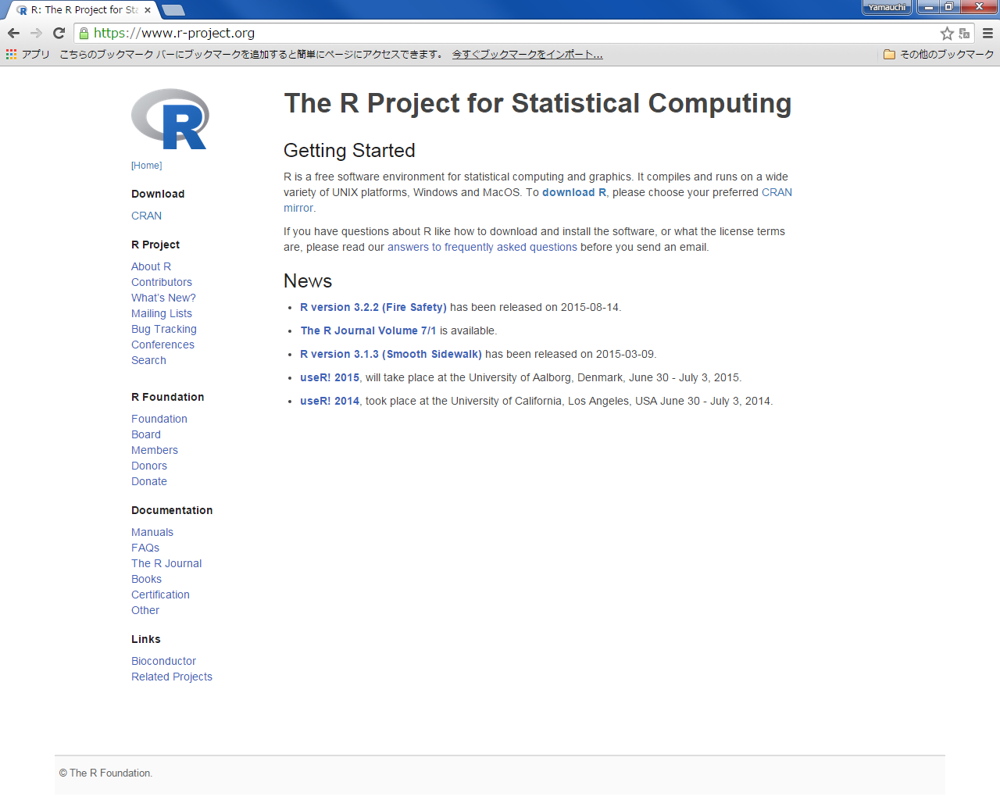 R: The R Project for Sta
Yamauchi
https://www.r-project.org
アプリ こちらのブックマーク バーにブックマークを追加すると簡単にページにアクセスできます。 今すぐブックマークをインポート... その他のブックマーク
R
[Home]
Download
CRAN
R Project
About R
Contributors
What's New?
Mailing Lists
Bug Tracking
Conferences
Search
R Foundation
Foundation
Board
Members
Donors
Donate
Documentation
Manuals
FAQs
The R Journal
Books
Certification
Other
Links
Bioconductor
Related Projects
The R Project for Statistical Computing
Getting Started
R is a free software environment for statistical computing and graphics. It compiles and runs on a wide
variety of UNIX platforms, Windows and MacOS. To download R, please choose your preferred CRAN
mirror.
If you have questions about R like how to download and install the software, or what the license terms
are, please read our answers to frequently asked questions before you send an email.
News
• R version 3.2.2 (Fire Safety) has been released on 2015-08-14.
• The R Journal Volume 7/1 is available.
• R version 3.1.3 (Smooth Sidewalk) has been released on 2015-03-09.
• useR! 2015, will take place at the University of Aalborg, Denmark, June 30 - July 3, 2015.
• useR! 2014, took place at the University of California, Los Angeles, USA June 30 - July 3, 2014.
© The R Foundation.